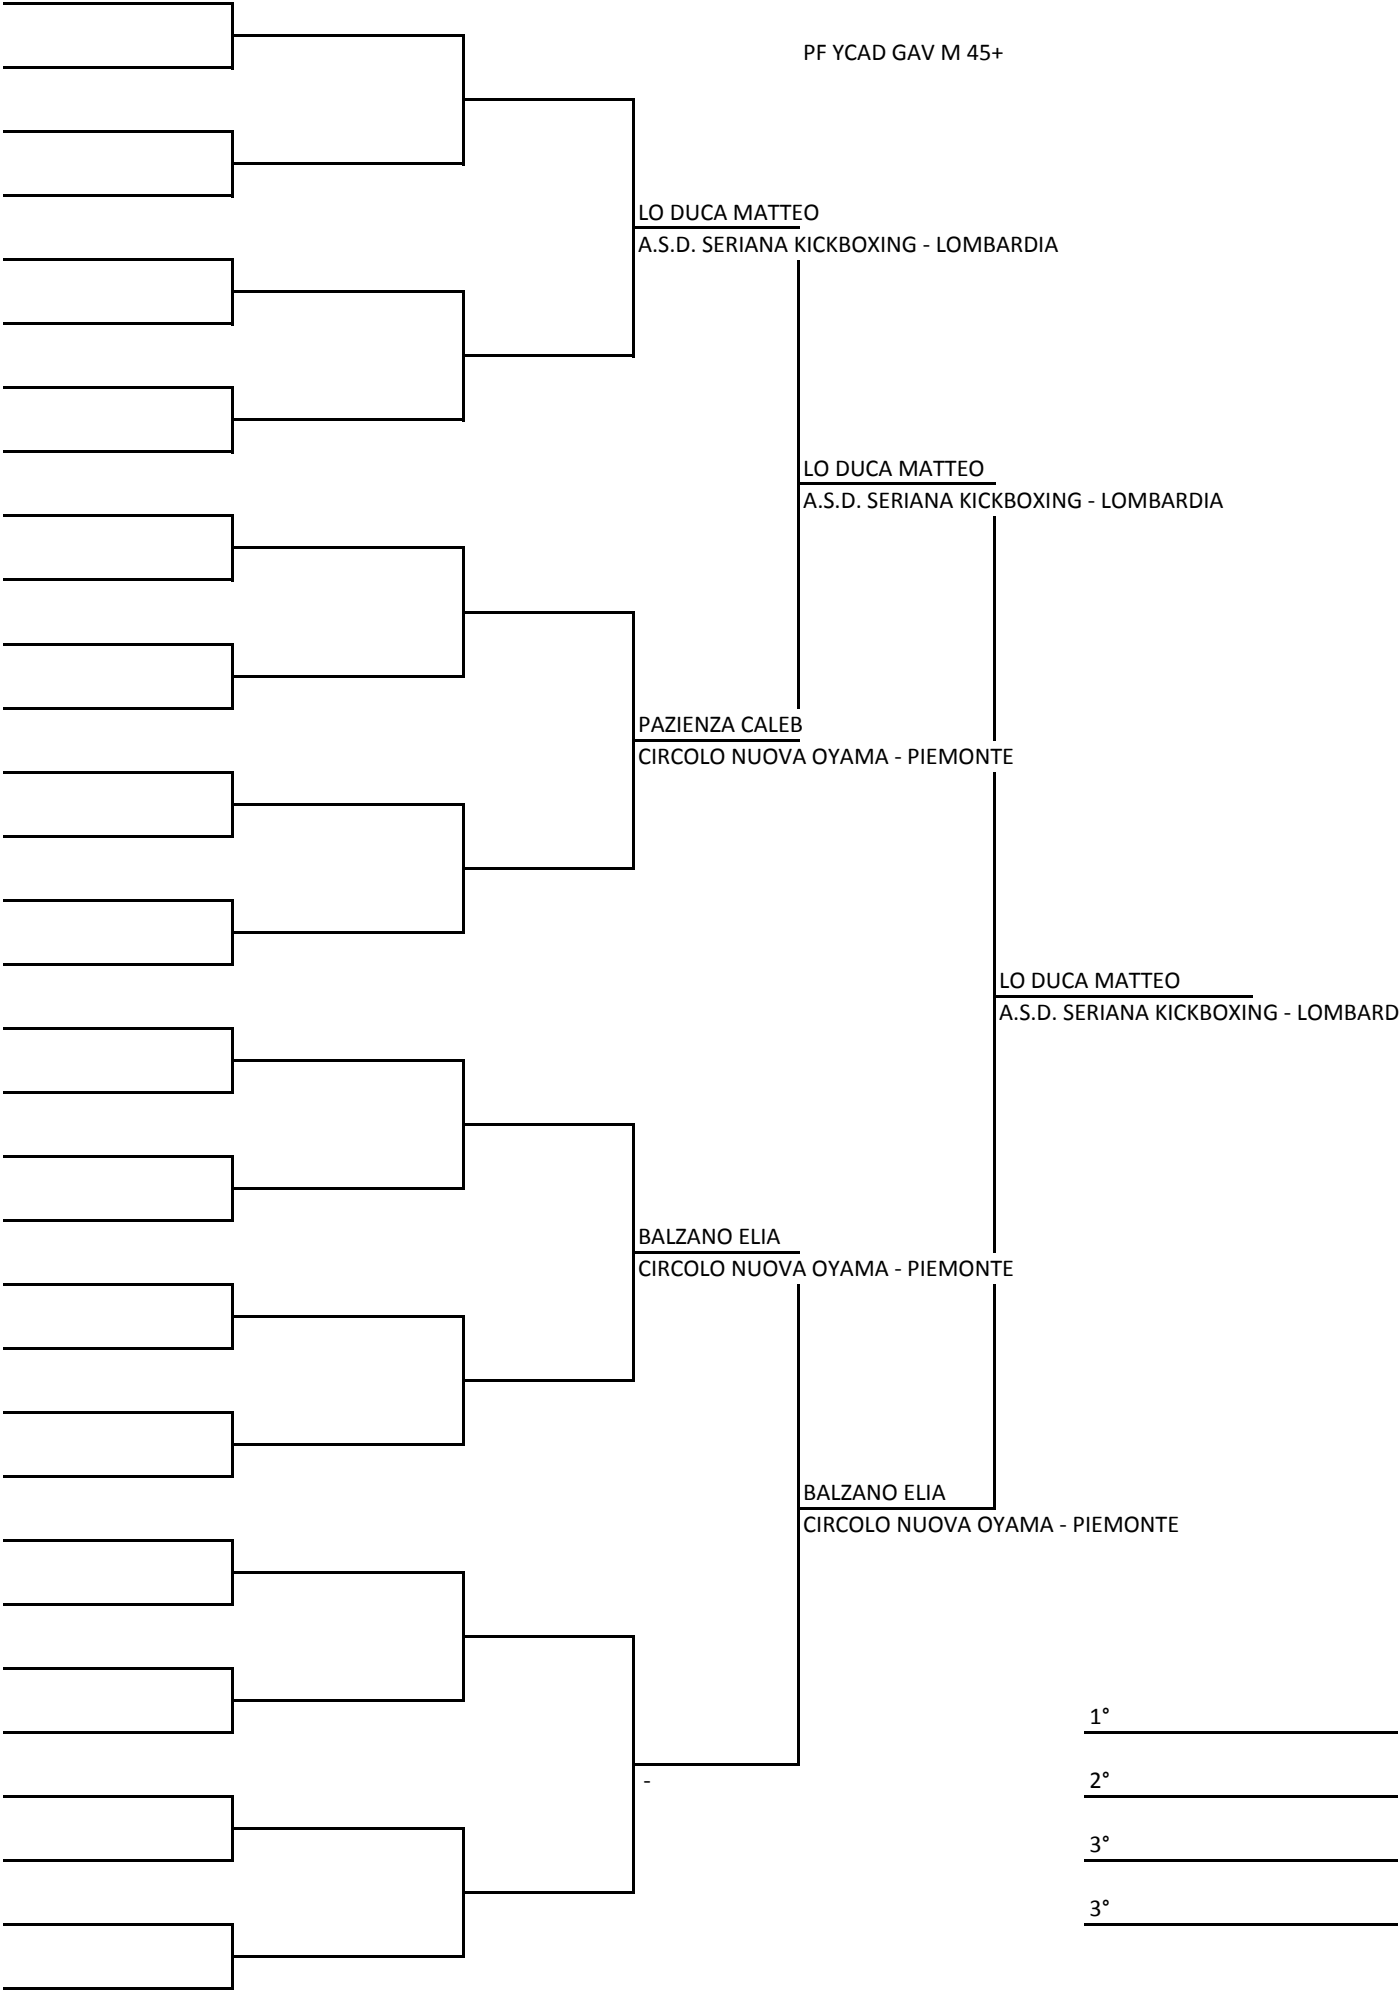 PF YCAD GAV M 45+
LO DUCA MATTEO
A.S.D. SERIANA KICKBOXING - LOMBARDIA
LO DUCA MATTEO
A.S.D. SERIANA KICKBOXING - LOMBARDIA
PAZIENZA CALEB
CIRCOLO NUOVA OYAMA - PIEMONTE
LO DUCA MATTEO
A.S.D. SERIANA KICKBOXING - LOMBARD
BALZANO ELIA
CIRCOLO NUOVA OYAMA - PIEMONTE
BALZANO ELIA
CIRCOLO NUOVA OYAMA - PIEMONTE
1°
-
2°
3°
3°